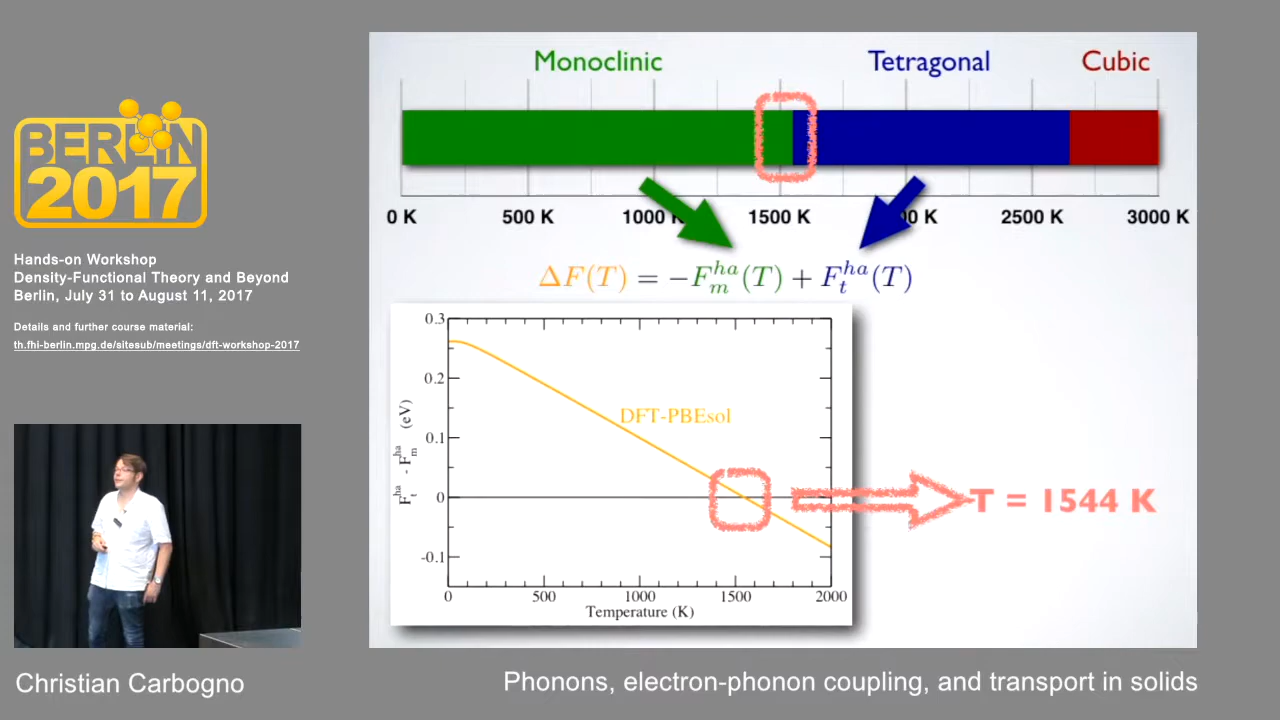 BERLIN
2017
Hands-on Workshop
Density-Functional Theory and Beyond
Berlin, July 31 to August 11, 2017
Details and further course material:
th.fhi-berlin.mpg.de/sitesub/meetings/dft-workshop-2017
Monoclinic Tetragonal Cubic
0 K 500 K 1000 K 1500 K 2500 K 3000 K
ΔF(T) = −F_m^{ha}(T) + F_t^{ha}(T)
0.3
0.2
0.1
0
-0.1
F_t^{ha} - F_m^{ha} (eV)
DFT-PBEsol
0 500 1000 1500 2000
Temperature (K)
T = 1544 K
Christian Carbogno
Phonons, electron-phonon coupling, and transport in solids